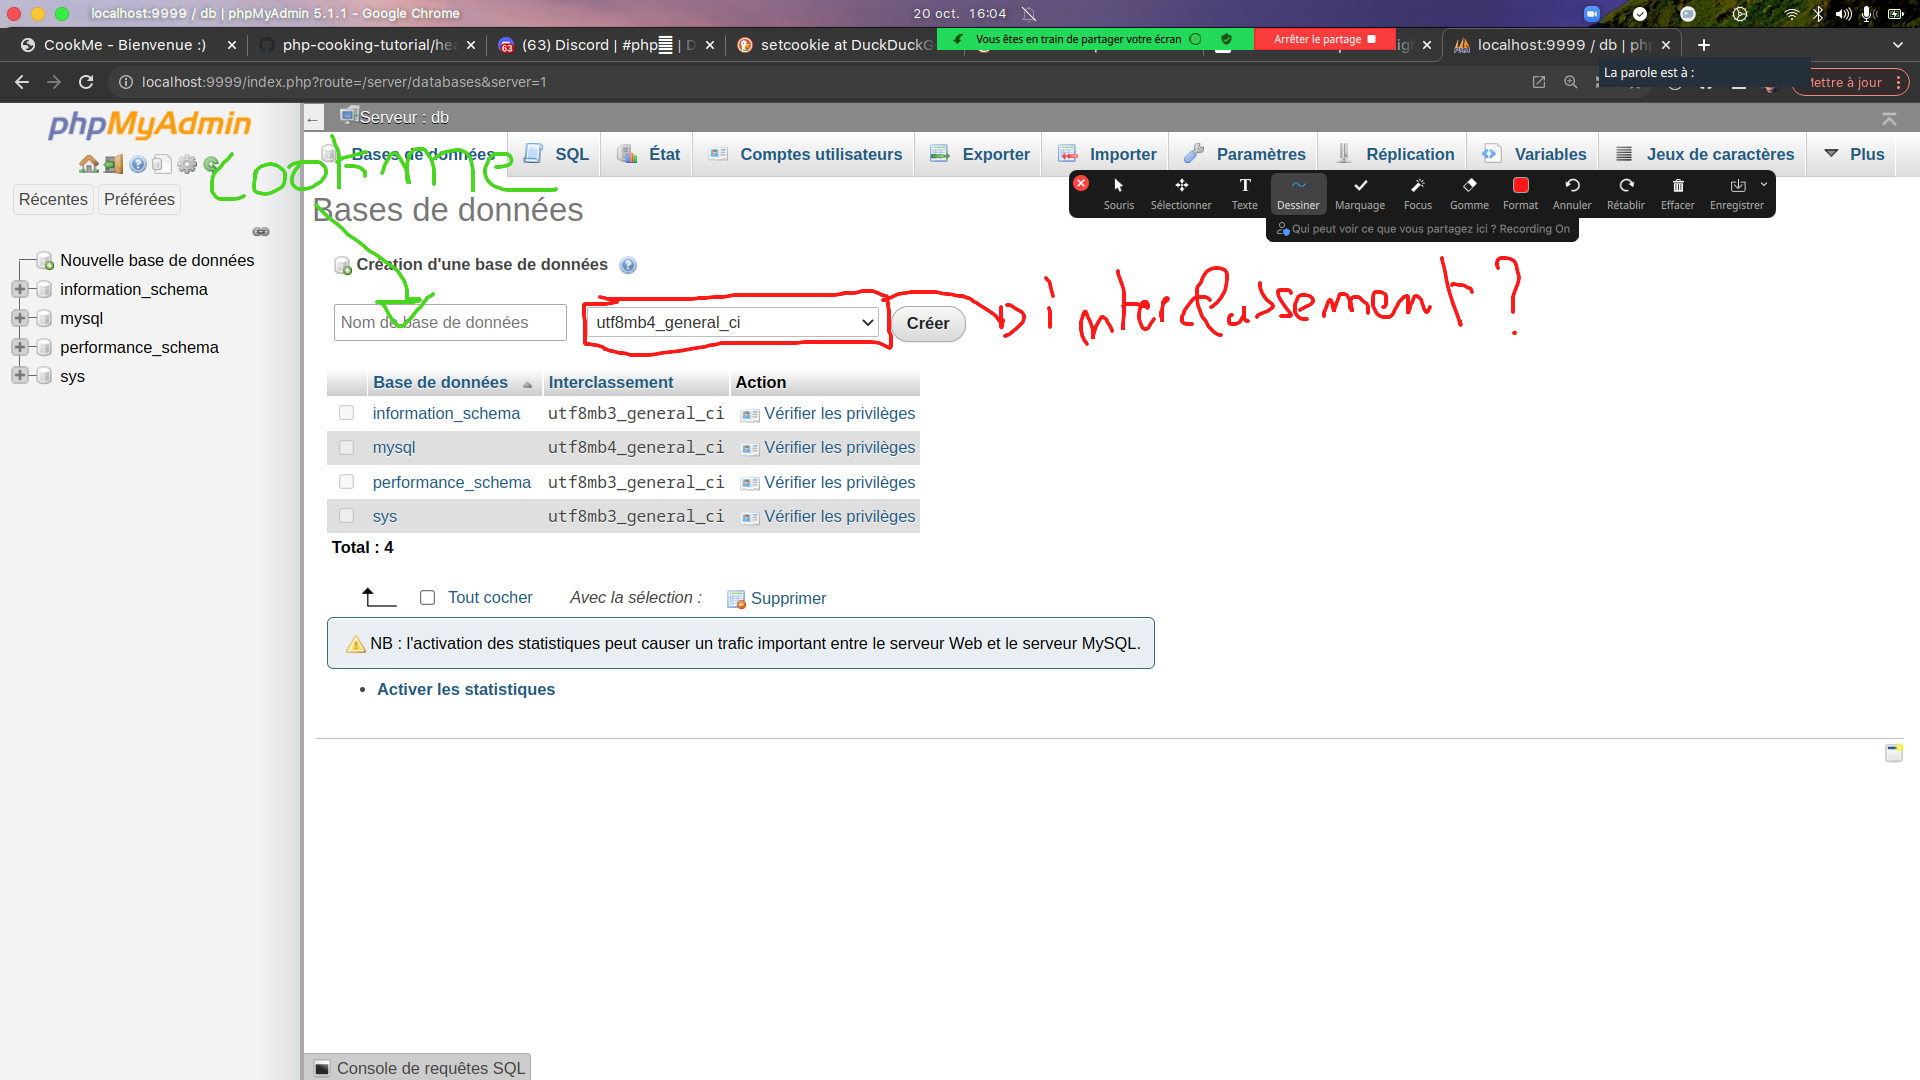 localhost:9999 / db | phpMyAdmin 5.1.1 - Google Chrome
20 oct. 16:04
CookMe - Bienvenue :)
php-cooking-tutorial/hea
(63) Discord | #php
setcookie at DuckDuckG
Vous êtes en train de partager votre écran
Arrêter le partage
localhost:9999 / db | php
localhost:9999/index.php?route=/server/databases&server=1
La parole est à :
Mettre à jour
phpMyAdmin
Récentes
Préférées
Nouvelle base de données
information_schema
mysql
performance_schema
sys
Serveur : db
Bases de données
SQL
État
Comptes utilisateurs
Exporter
Importer
Paramètres
Réplication
Variables
Jeux de caractères
Plus
Cookme
Souris
Sélectionner
Texte
Dessiner
Marquage
Focus
Gomme
Format
Annuler
Rétablir
Effacer
Enregistrer
Qui peut voir ce que vous partagez ici ? Recording On
Bases de données
Création d'une base de données
Nom de base de données
utf8mb4_general_ci
Créer
interclassement ?
Base de données Interclassement Action
information_schema utf8mb3_general_ci Vérifier les privilèges
mysql utf8mb4_general_ci Vérifier les privilèges
performance_schema utf8mb3_general_ci Vérifier les privilèges
sys utf8mb3_general_ci Vérifier les privilèges
Total : 4
Tout cocher
Avec la sélection :
Supprimer
NB : l'activation des statistiques peut causer un trafic important entre le serveur Web et le serveur MySQL.
Activer les statistiques
Console de requêtes SQL